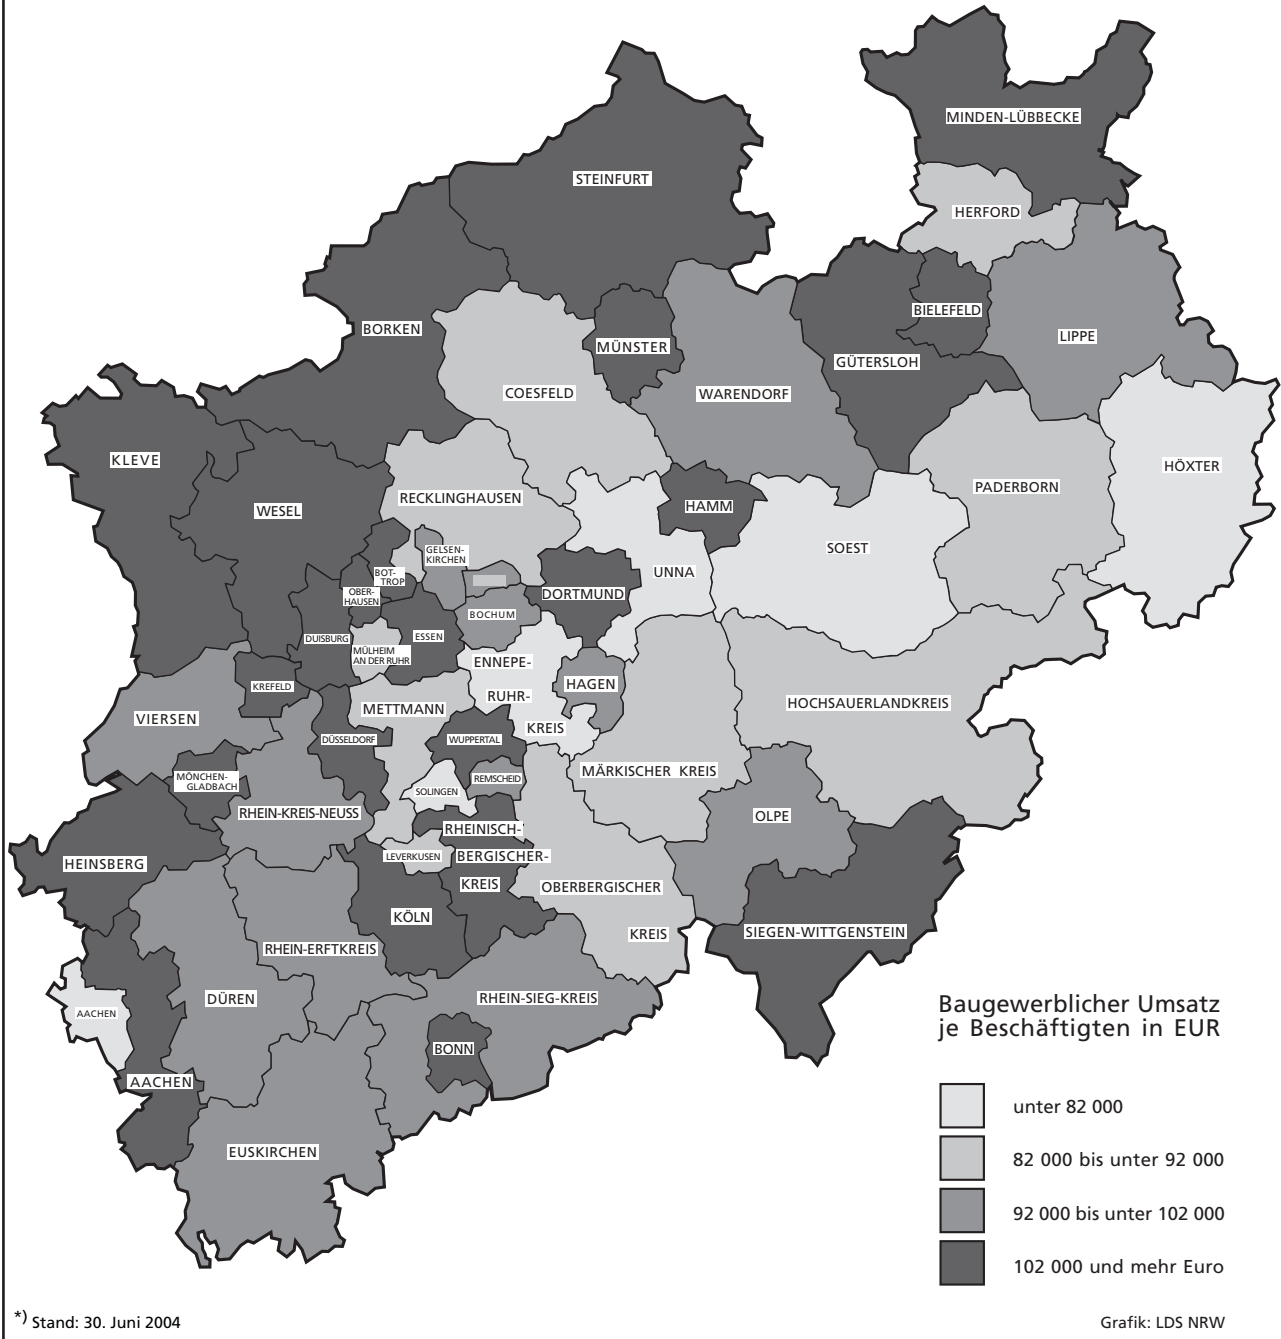 MINDEN-LÜBBECKE
STEINFURT
HERFORD
BIELEFELD
BORKEN
LIPPE
MÜNSTER
GÜTERSLOH
COESFELD
WARENDORF
KLEVE
HÖXTER
PADERBORN
RECKLINGHAUSEN
HAMM
WESEL
SOEST
GELSEN-
KIRCHEN
UNNA
BOT-
TROP
OBER-
HAUSEN
DORTMUND
BOCHUM
DUISBURG
ESSEN
MÜLHEIM
AN DER RUHR
ENNEPE-
RUHR-
KREIS
HAGEN
KREFELD
HOCHSAUERLANDKREIS
METTMANN
VIERSEN
DÜSSELDORF
WUPPERTAL
MÄRKISCHER KREIS
MÖNCHEN-
GLADBACH
REMSCHEID
SOLINGEN
RHEIN-KREIS-NEUSS
OLPE
RHEINISCH-
BERGISCHER-
KREIS
LEVERKUSEN
HEINSBERG
OBERBERGISCHER
KREIS
KÖLN
SIEGEN-WITTGENSTEIN
RHEIN-ERFTKREIS
DÜREN
RHEIN-SIEG-KREIS
AACHEN
BONN
AACHEN
EUSKIRCHEN
Baugewerblicher Umsatz
je Beschäftigten in EUR
unter 82 000
82 000 bis unter 92 000
92 000 bis unter 102 000
102 000 und mehr Euro
*) Stand: 30. Juni 2004
Grafik: LDS NRW